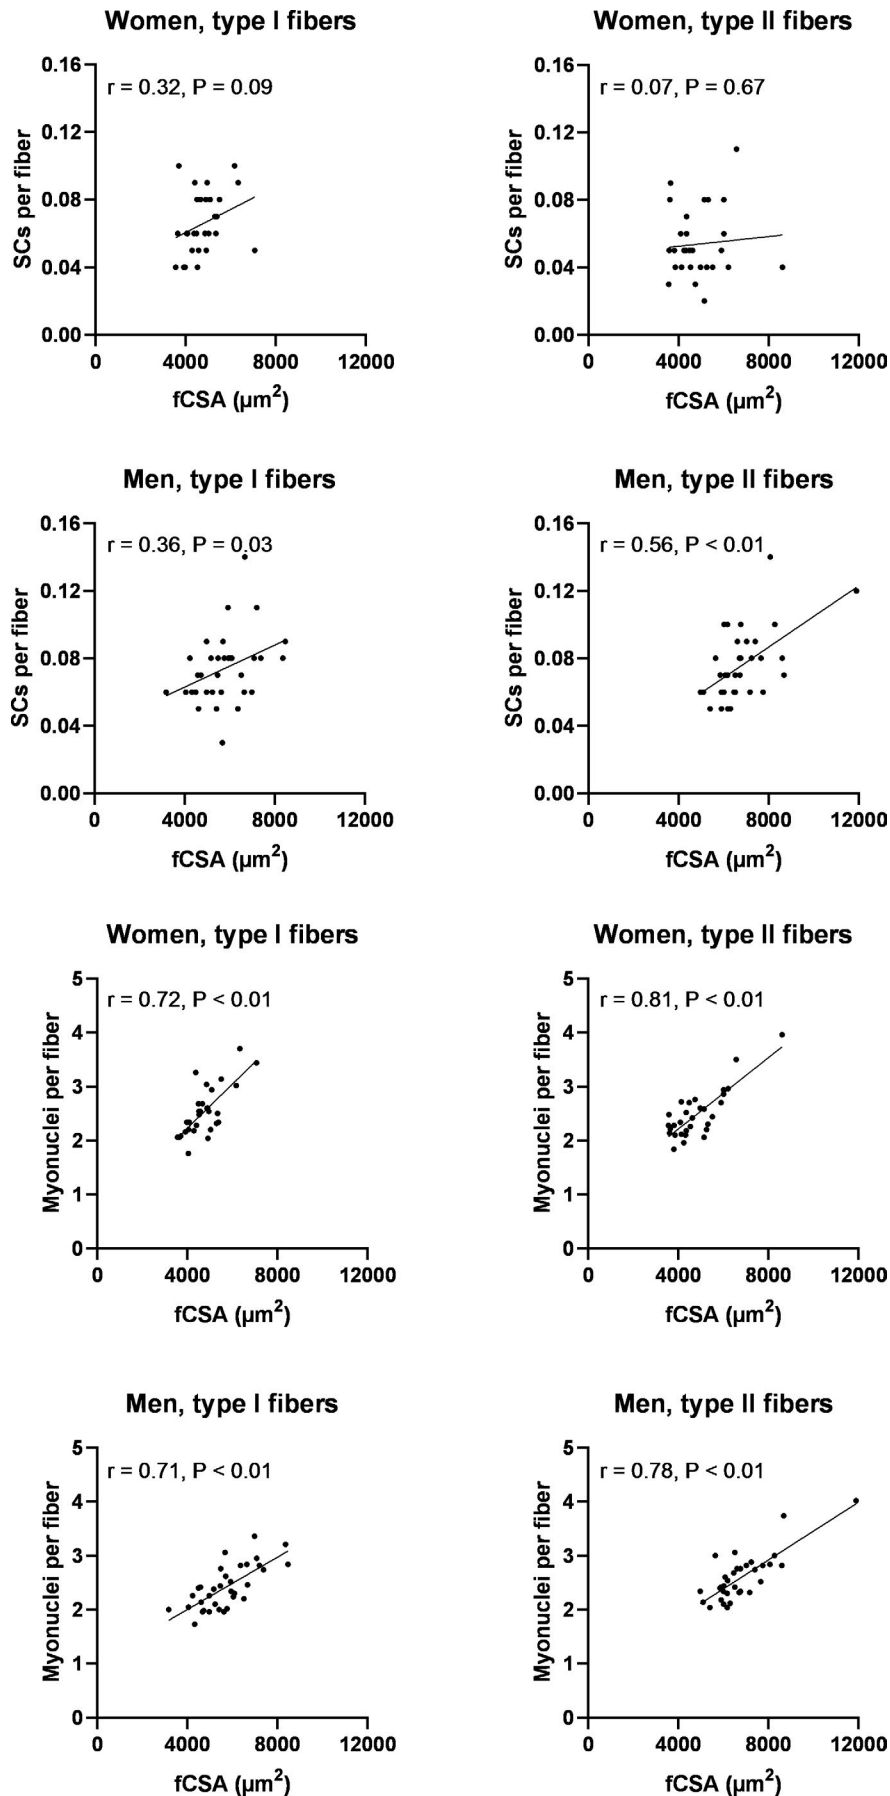 Women, type I fibers
r = 0.32, P = 0.09
SCs per fiber
0.16
0.12
0.08
0.04
0.00
0 4000 8000 12000
fCSA (µm²)
Women, type II fibers
r = 0.07, P = 0.67
SCs per fiber
0.16
0.12
0.08
0.04
0.00
0 4000 8000 12000
fCSA (µm²)
Men, type I fibers
r = 0.36, P = 0.03
SCs per fiber
0.16
0.12
0.08
0.04
0.00
0 4000 8000 12000
fCSA (µm²)
Men, type II fibers
r = 0.56, P < 0.01
SCs per fiber
0.16
0.12
0.08
0.04
0.00
0 4000 8000 12000
fCSA (µm²)
Women, type I fibers
r = 0.72, P < 0.01
Myonuclei per fiber
5
4
3
2
1
0
0 4000 8000 12000
fCSA (µm²)
Women, type II fibers
r = 0.81, P < 0.01
Myonuclei per fiber
5
4
3
2
1
0
0 4000 8000 12000
fCSA (µm²)
Men, type I fibers
r = 0.71, P < 0.01
Myonuclei per fiber
5
4
3
2
1
0
0 4000 8000 12000
fCSA (µm²)
Men, type II fibers
r = 0.78, P < 0.01
Myonuclei per fiber
5
4
3
2
1
0
0 4000 8000 12000
fCSA (µm²)